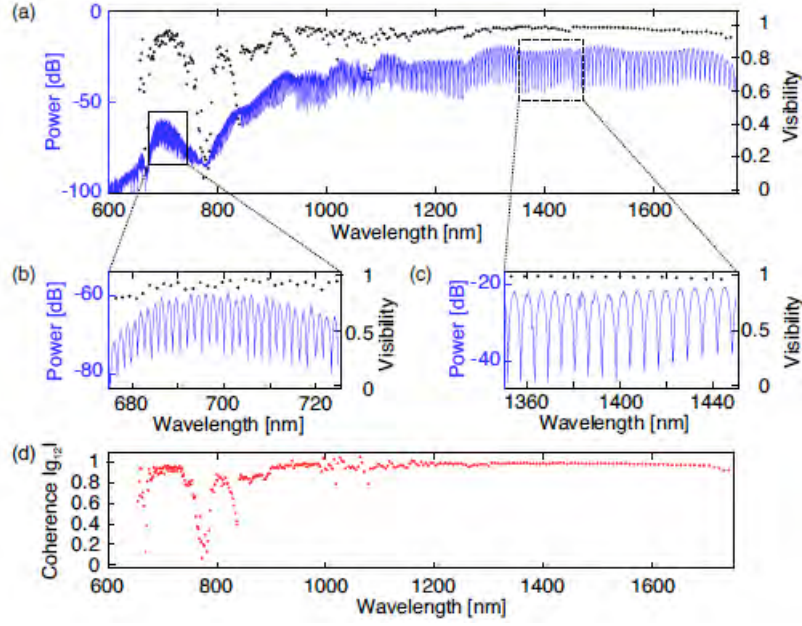 (a)
0
-50
-100
Power [dB]
1
0.8
0.6
0.4
0.2
0
Visibility
600 800 1000 1200 1400 1600
Wavelength [nm]
(b)
-60
-80
Power [dB]
1
0.5
0
Visibility
680 700 720
Wavelength [nm]
(c)
-20
-40
Power [dB]
1
0.5
0
Visibility
1360 1400 1440
Wavelength [nm]
(d)
1
0.8
0.6
0.4
0.2
0
Coherence |g12|
600 800 1000 1200 1400 1600
Wavelength [nm]